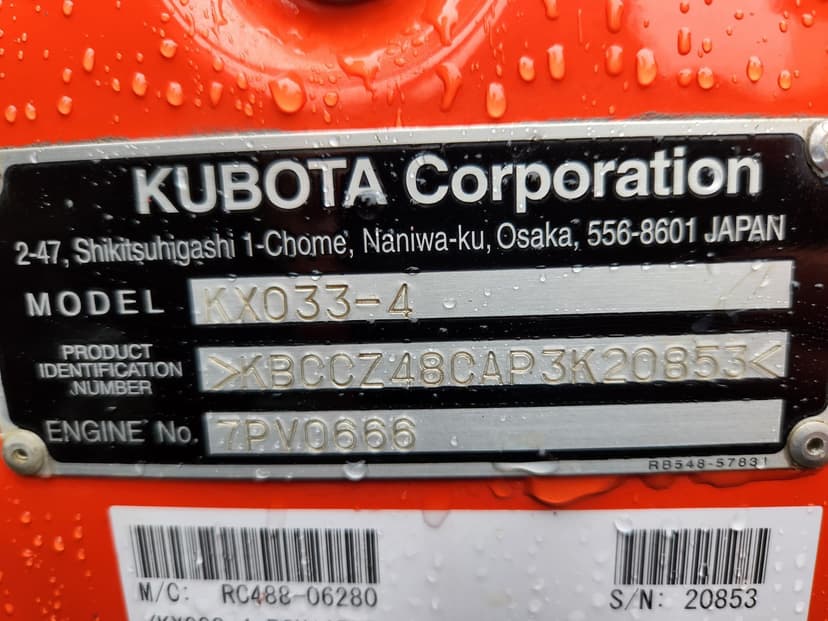 KUBOTA Corporation
2-47, Shikitsuhigashi 1-Chome, Naniwa-ku, Osaka, 556-8601 JAPAN
MODEL KX033-4
PRODUCT IDENTIFICATION NUMBER >KBCCZ48CAP3K20853<
ENGINE No. 7PV0666
RB548-5783
M/C: RC488-06280
S/N: 20853